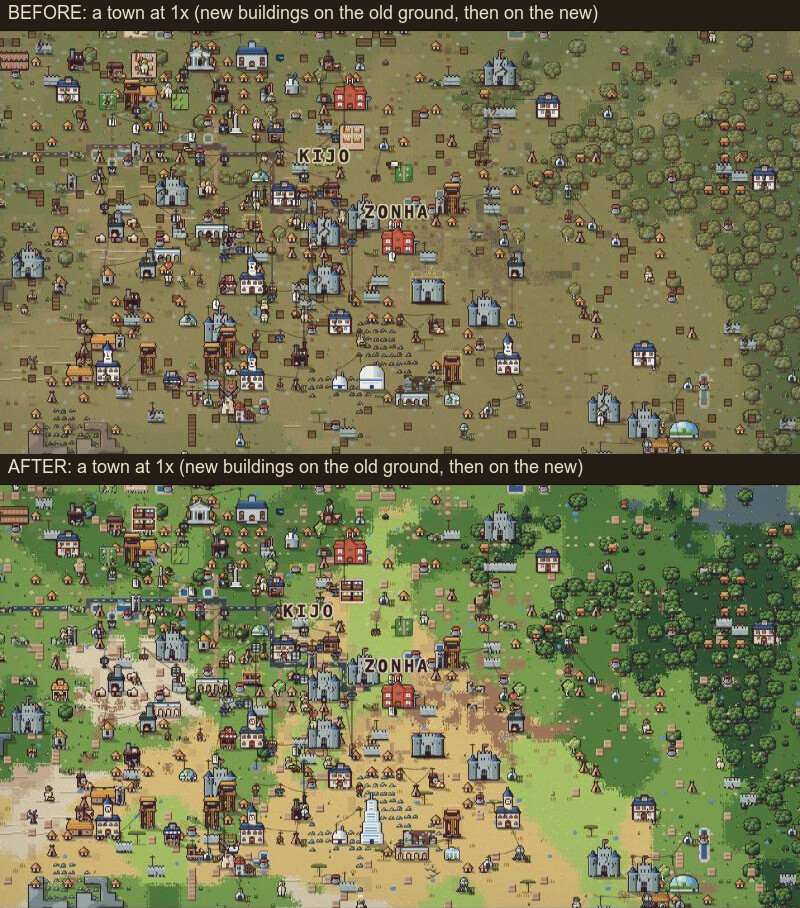 BEFORE: a town at 1x (new buildings on the old ground, then on the new)
KIJO
ZONHA
AFTER: a town at 1x (new buildings on the old ground, then on the new)
KIJO
ZONHA